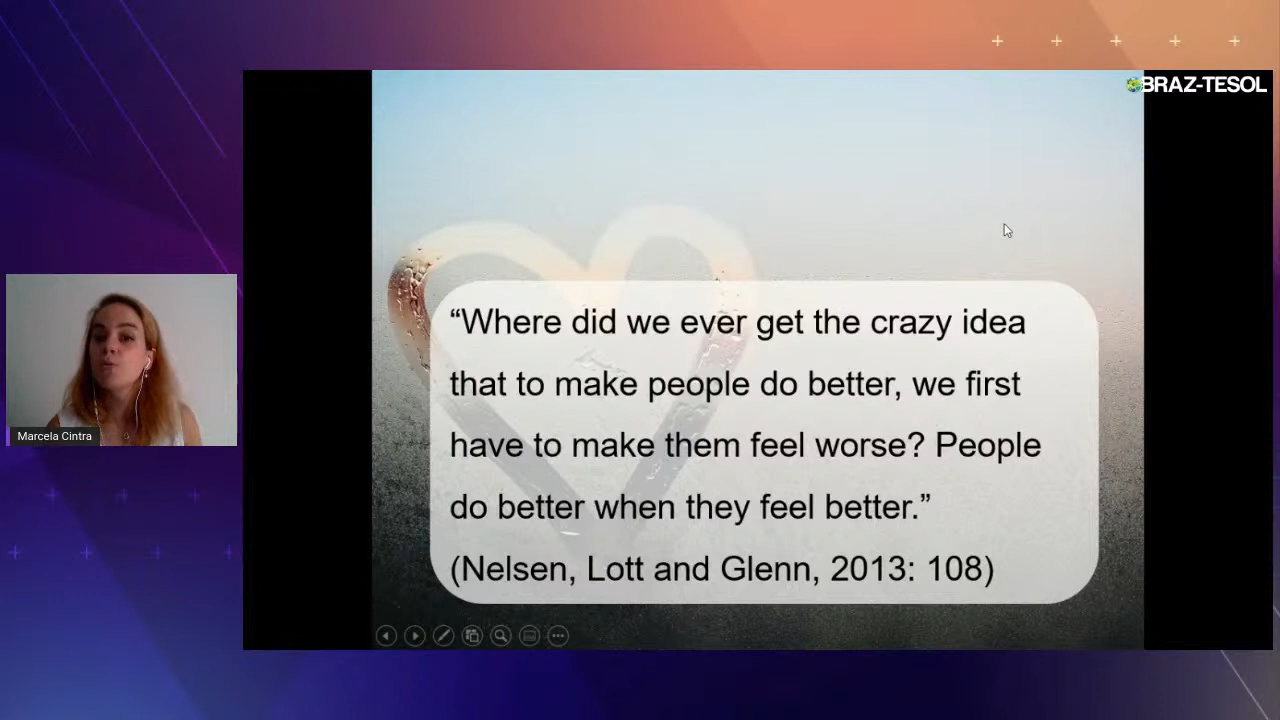 BRAZ-TESOL
“Where did we ever get the crazy idea
that to make people do better, we first
have to make them feel worse? People
do better when they feel better.”
(Nelsen, Lott and Glenn, 2013: 108)
Marcela Cintra